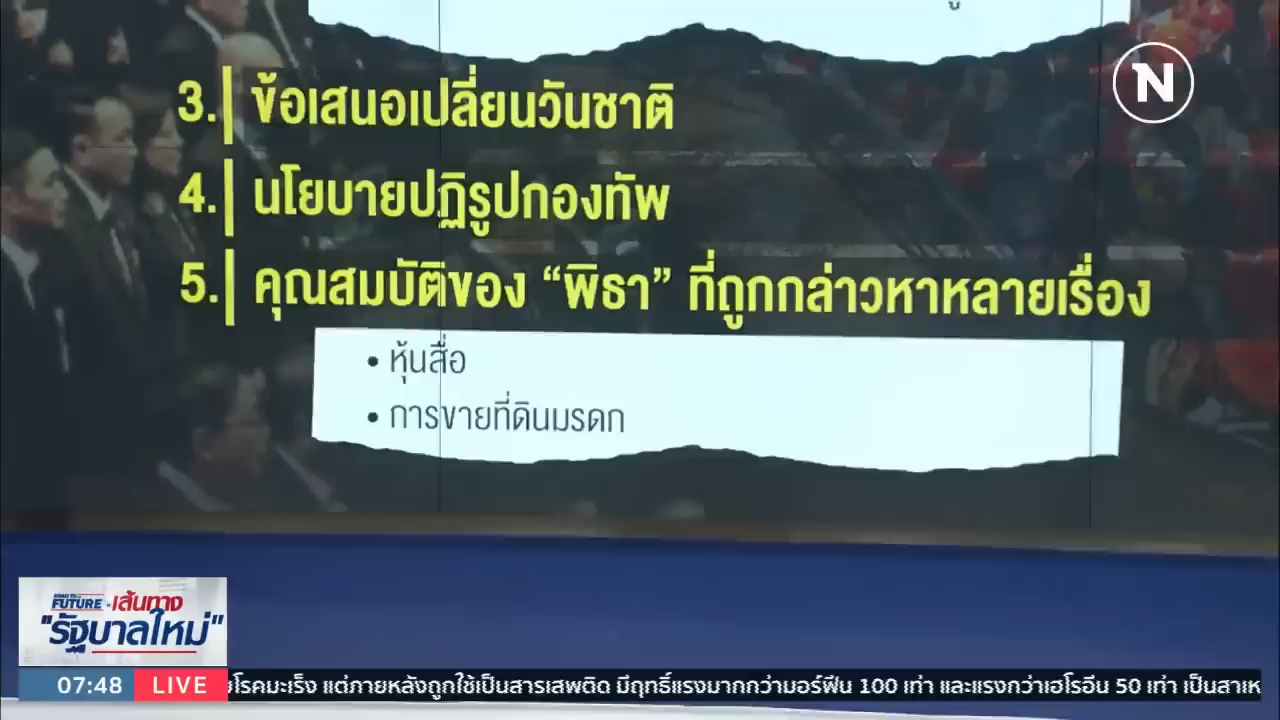 N
3. ข้อเสนอเปลี่ยนวันชาติ
4. นโยบายปฏิรูปกองทัพ
5. คุณสมบัติของ “พิธา” ที่ถูกกล่าวหาหลายเรื่อง
• หุ้นสื่อ
• การขายที่ดินมรดก
ROAD TO FUTURE เส้นทาง
"รัฐบาลใหม่"
07:48 LIVE โรคมะเร็ง แต่ภายหลังถูกใช้เป็นสารเสพติด มีฤทธิ์แรงมากกว่ามอร์ฟีน 100 เท่า และแรงกว่าเฮโรอีน 50 เท่า เป็นสาเห